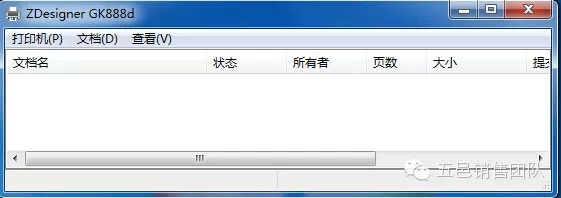 ZDesigner GK888d
打印机(P) 文档(D) 查看(V)
文档名 状态 所有者 页数 大小
五邑销售团队